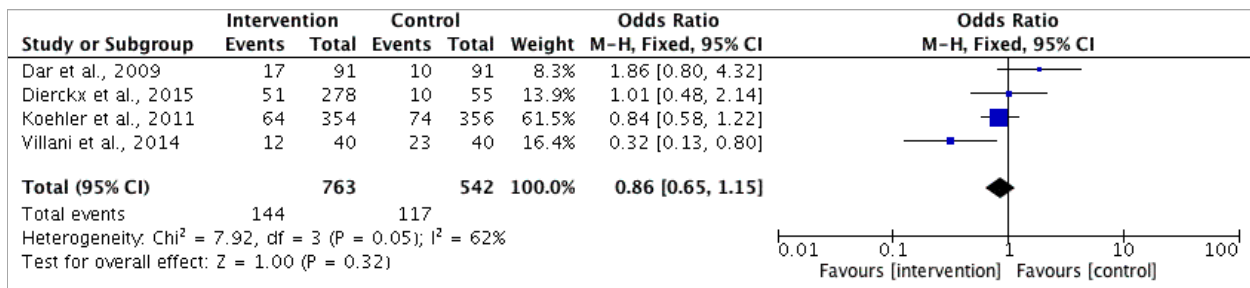 Intervention Control Odds Ratio Odds Ratio
Study or Subgroup Events Total Events Total Weight M-H, Fixed, 95% CI M-H, Fixed, 95% CI
Dar et al., 2009 17 91 10 91 8.3% 1.86 [0.80, 4.32]
Dierckx et al., 2015 51 278 10 55 13.9% 1.01 [0.48, 2.14]
Koehler et al., 2011 64 354 74 356 61.5% 0.84 [0.58, 1.22]
Villani et al., 2014 12 40 23 40 16.4% 0.32 [0.13, 0.80]
Total (95% CI) 763 542 100.0% 0.86 [0.65, 1.15]
Total events 144 117
Heterogeneity: Chi² = 7.92, df = 3 (P = 0.05); I² = 62%
Test for overall effect: Z = 1.00 (P = 0.32)
0.01 0.1 1 10 100
Favours [intervention] Favours [control]